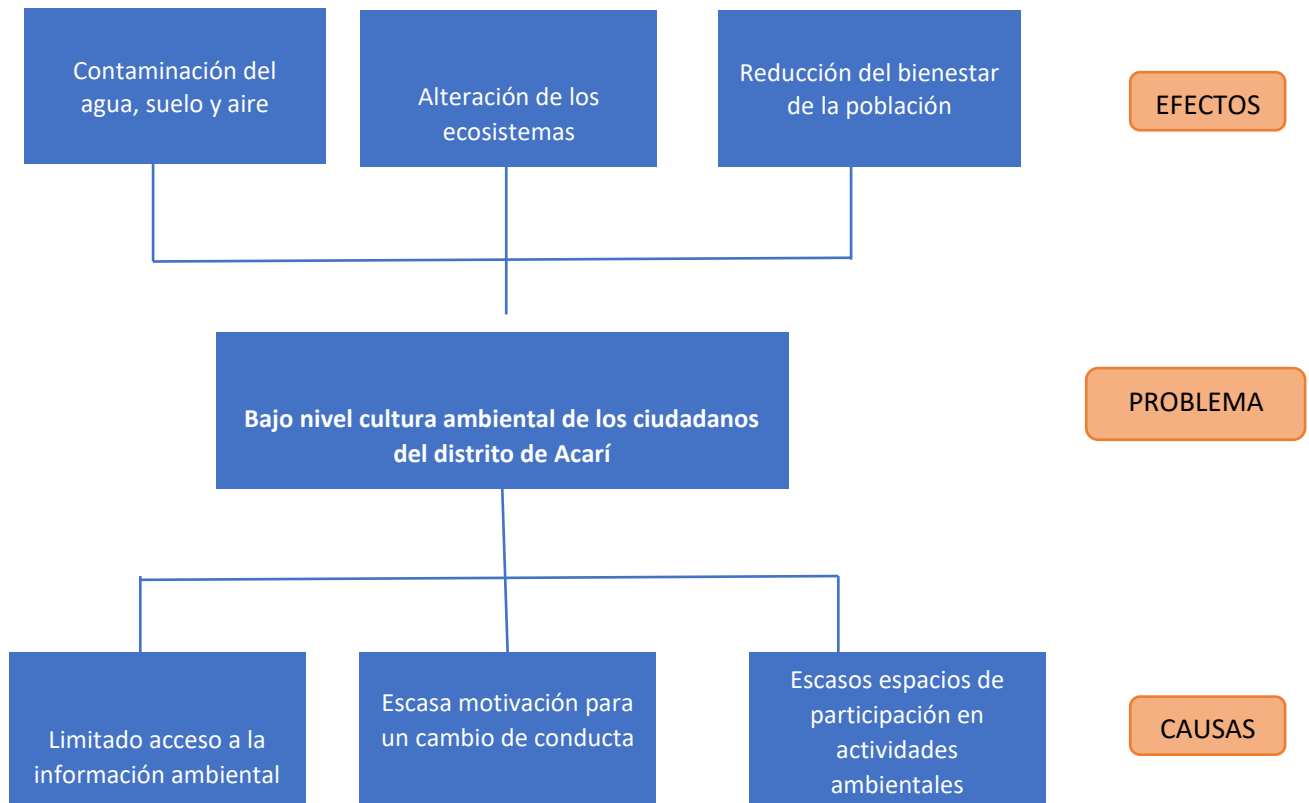 Contaminación del
agua, suelo y aire
Alteración de los
ecosistemas
Reducción del bienestar
de la población
EFECTOS
Bajo nivel cultura ambiental de los ciudadanos
del distrito de Acarí
PROBLEMA
Limitado acceso a la
información ambiental
Escasa motivación para
un cambio de conducta
Escasos espacios de
participación en
actividades
ambientales
CAUSAS